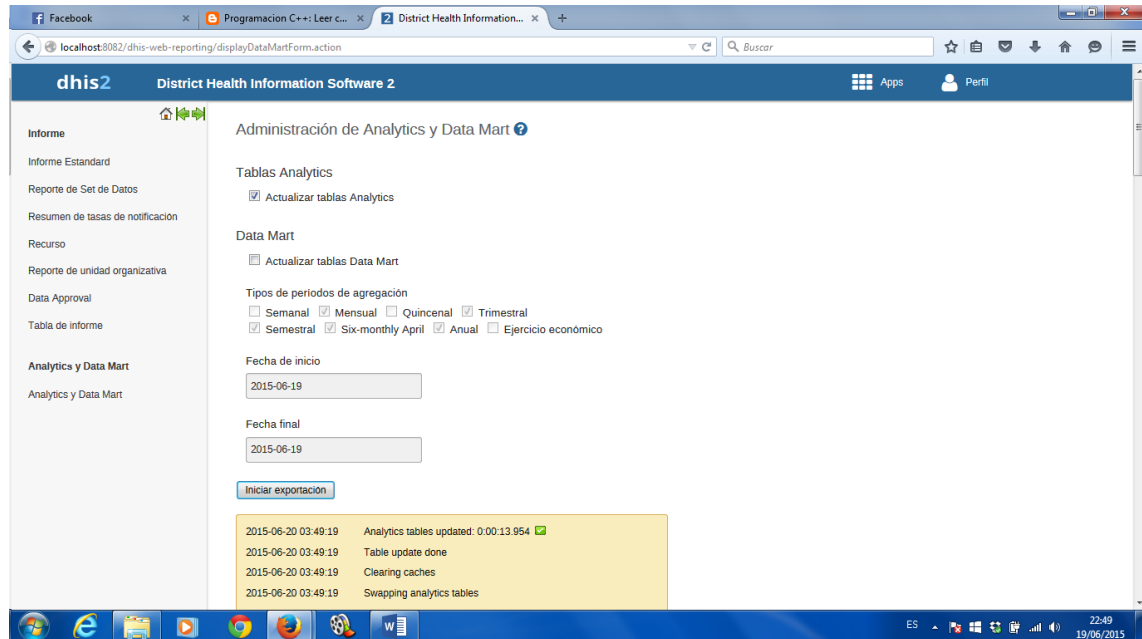 Facebook
Programacion C++: Leer c...
2 District Health Information...
localhost:8082/dhis-web-reporting/displayDataMartForm.action
Buscar
dhis2
District Health Information Software 2
Apps
Perfil
Informe
Informe Estandard
Reporte de Set de Datos
Resumen de tasas de notificación
Recurso
Reporte de unidad organizativa
Data Approval
Tabla de informe
Analytics y Data Mart
Analytics y Data Mart
Administración de Analytics y Data Mart ?
Tablas Analytics
Actualizar tablas Analytics
Data Mart
Actualizar tablas Data Mart
Tipos de períodos de agregación
Semanal Mensual Quincenal Trimestral
Semestral Six-monthly April Anual Ejercicio económico
Fecha de inicio
2015-06-19
Fecha final
2015-06-19
Iniciar exportación
2015-06-20 03:49:19 Analytics tables updated: 0:00:13.954
2015-06-20 03:49:19 Table update done
2015-06-20 03:49:19 Clearing caches
2015-06-20 03:49:19 Swapping analytics tables
ES
22:49
19/06/2015